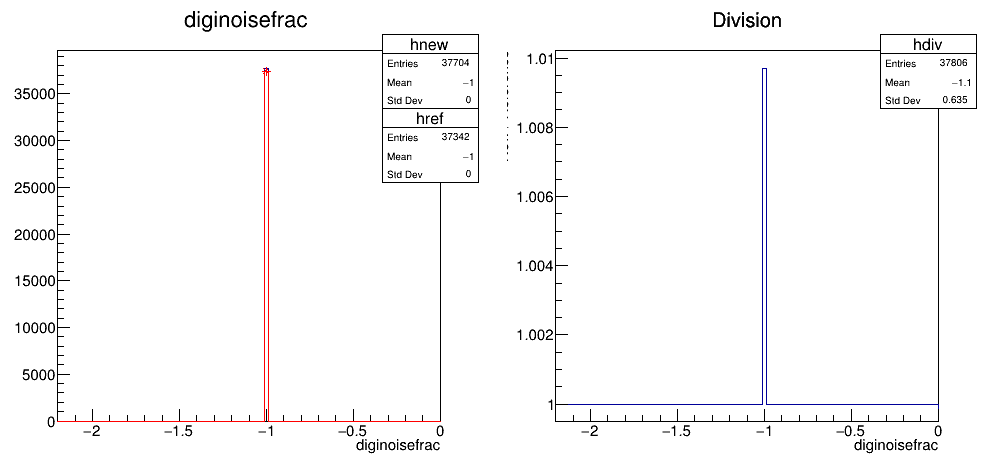 diginoisefrac
hnew
Entries 37704
Mean −1
Std Dev 0
href
Entries 37342
Mean −1
Std Dev 0
35000
30000
25000
20000
15000
10000
5000
0
−2 −1.5 −1 −0.5 0
diginoisefrac
Division
hdiv
Entries 37806
Mean −1.1
Std Dev 0.635
1.01
1.008
1.006
1.004
1.002
1
−2 −1.5 −1 −0.5 0
diginoisefrac